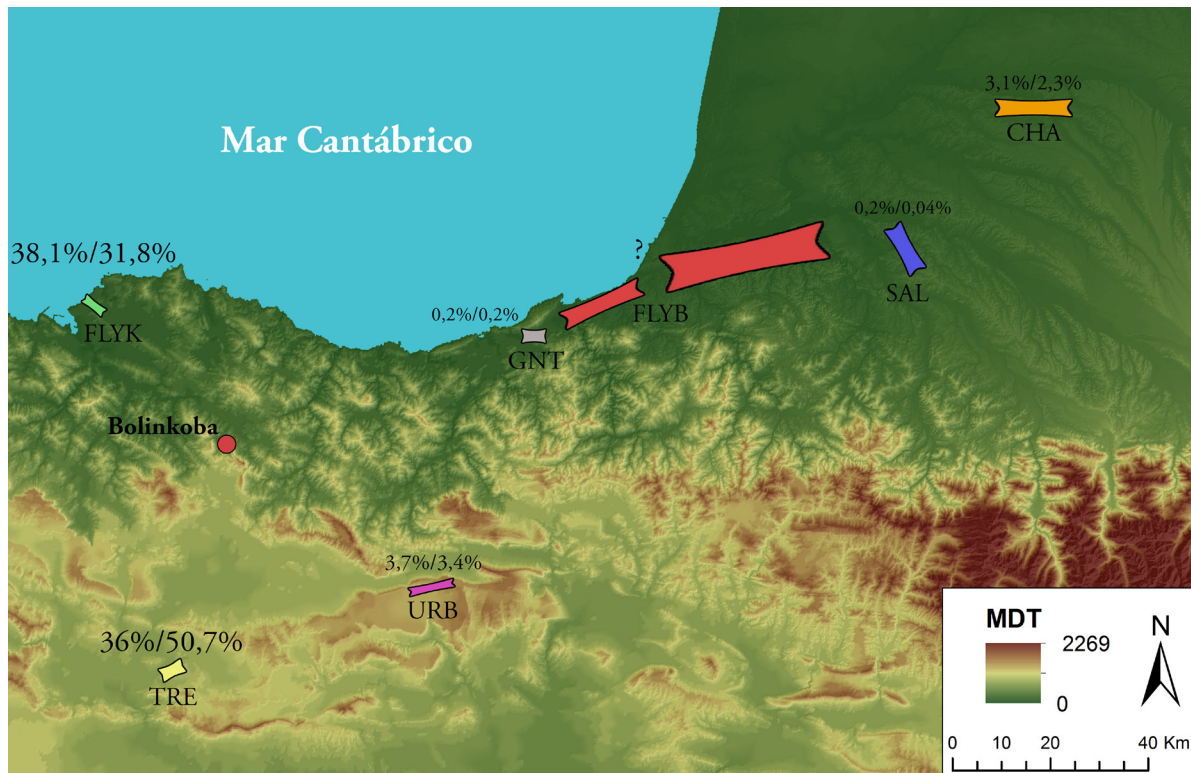 3,1%/2,3%
CHA
Mar Cantábrico
0,2%/0,04%
SAL
38,1%/31,8%
?
FLYK
0,2%/0,2%
FLYB
GNT
Bolinkoba
3,7%/3,4%
URB
36%/50,7%
TRE
MDT
2269
0
N
0 10 20 40 Km